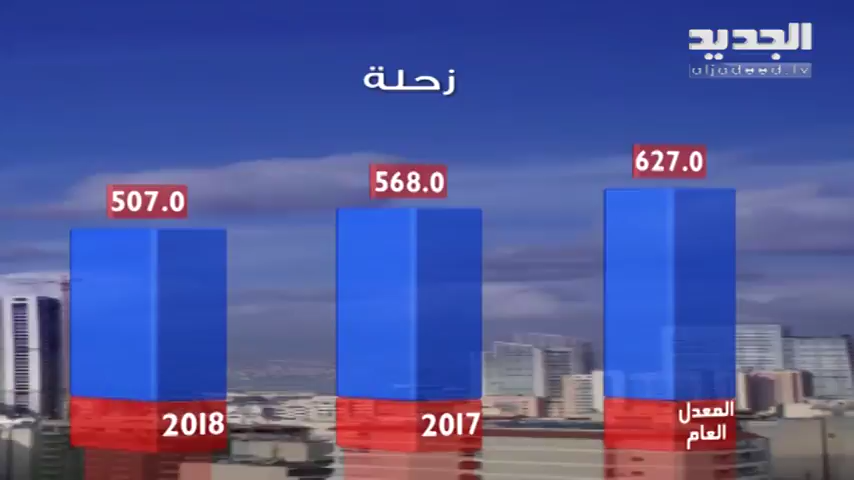 الجديد
aljadeed.tv
زحلة
627.0
568.0
507.0
المعدل
العام
2017
2018